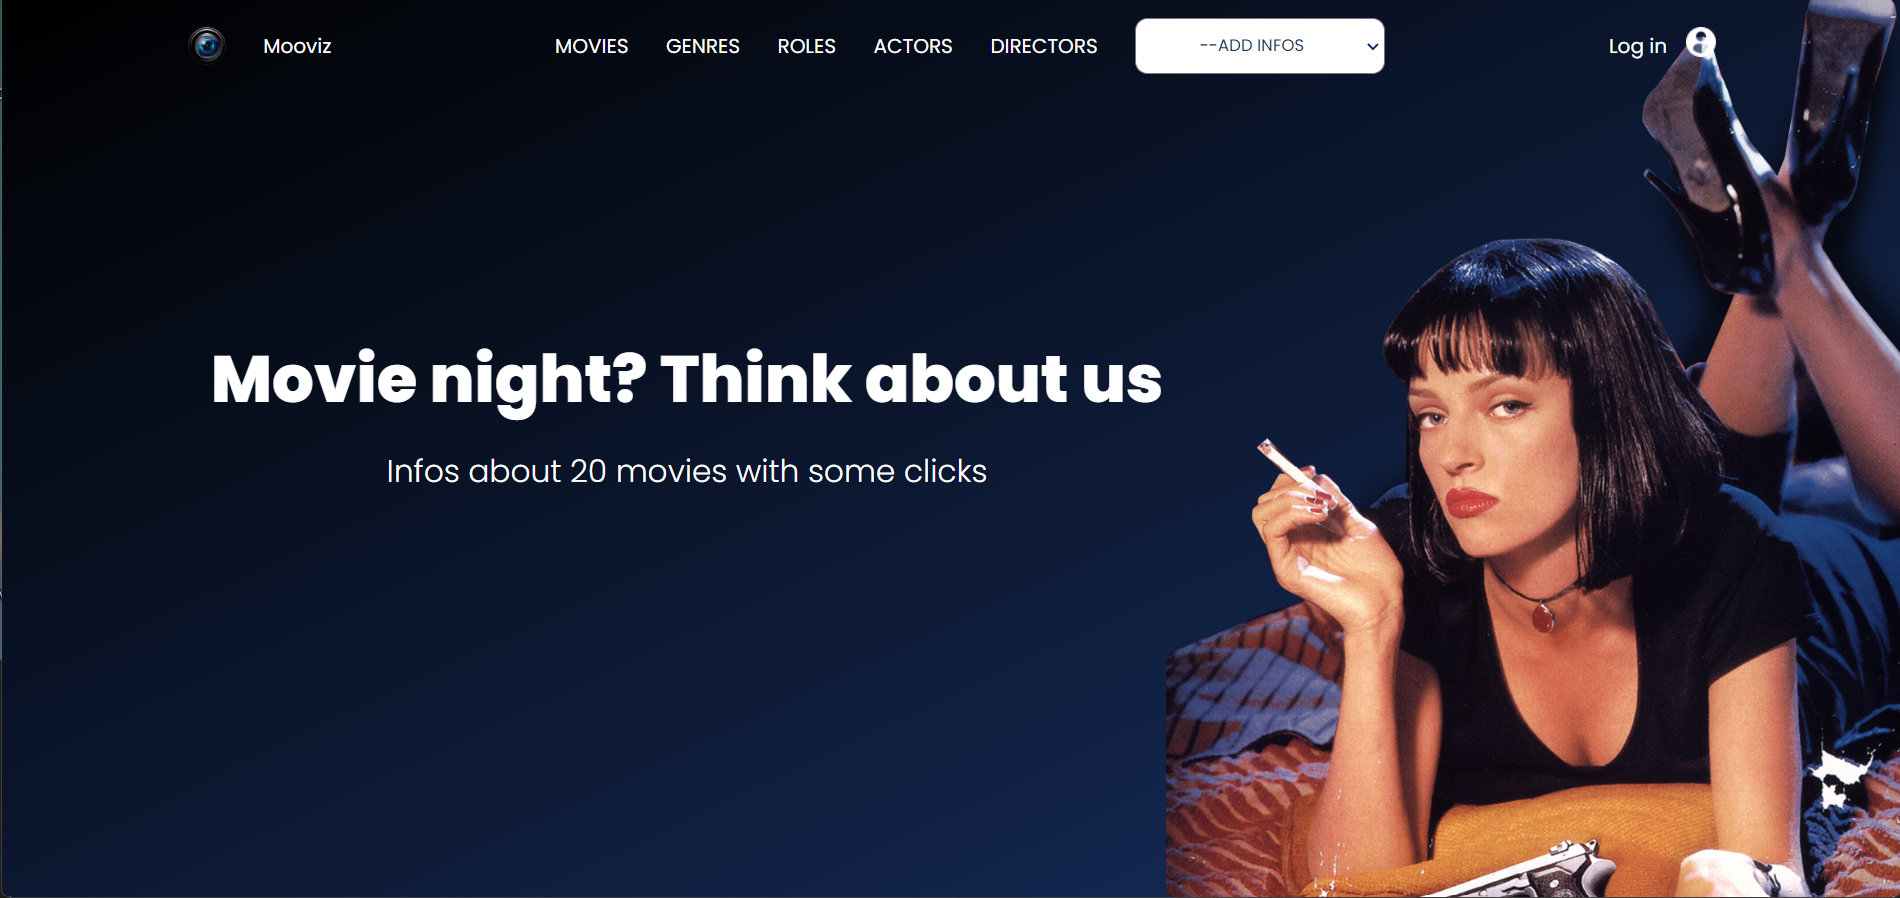 Mooviz
MOVIES GENRES ROLES ACTORS DIRECTORS --ADD INFOS
Log in
Movie night? Think about us
Infos about 20 movies with some clicks